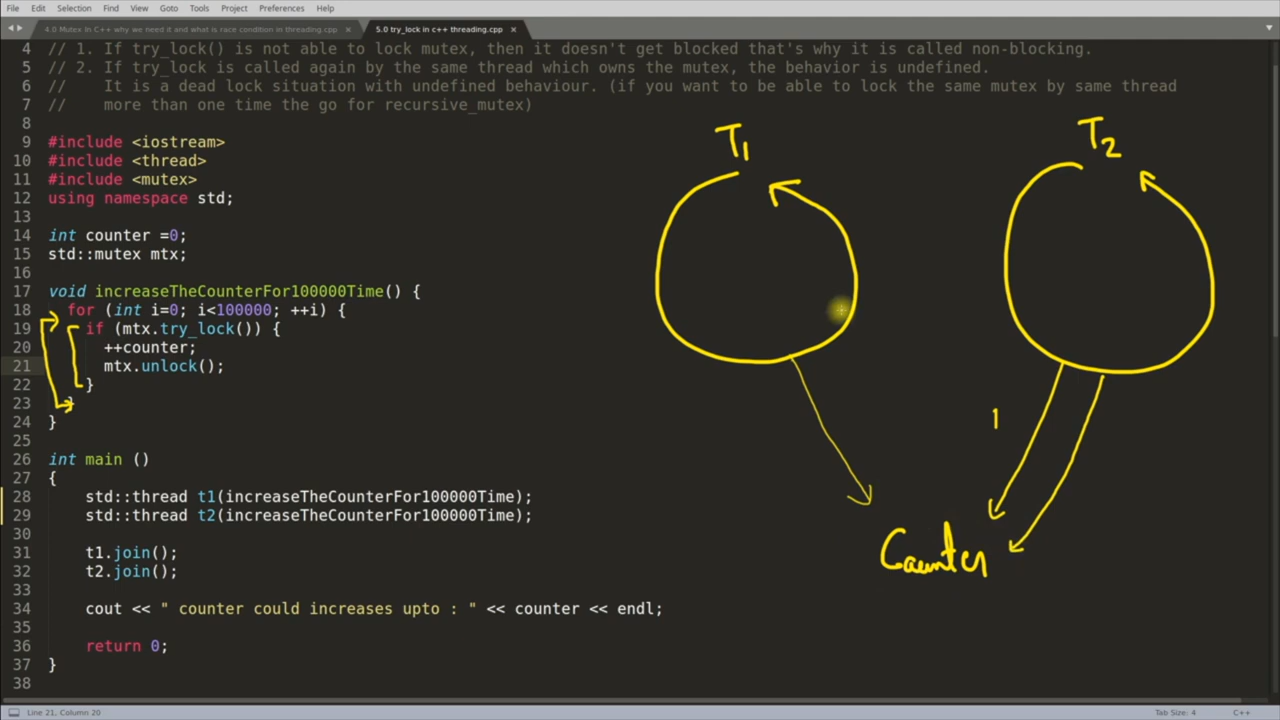 File Edit Selection Find View Goto Tools Project Preferences Help
4.0 Mutex In C++ why we need it and what is race condition in threading.cpp × 5.0 try_lock in c++ threading.cpp ×
4 // 1. If try_lock() is not able to lock mutex, then it doesn't get blocked that's why it is called non-blocking.
5 // 2. If try_lock is called again by the same thread which owns the mutex, the behavior is undefined.
6 // It is a dead lock situation with undefined behaviour. (if you want to be able to lock the same mutex by same thread
7 // more than one time the go for recursive_mutex)
8
9 #include <iostream>
10 #include <thread>
11 #include <mutex>
12 using namespace std;
13
14 int counter =0;
15 std::mutex mtx;
16
17 void increaseTheCounterFor100000Time() {
18 for (int i=0; i<100000; ++i) {
19 if (mtx.try_lock()) {
20 ++counter;
21 mtx.unlock();
22 }
23 }
24 }
25
26 int main ()
27 {
28 std::thread t1(increaseTheCounterFor100000Time);
29 std::thread t2(increaseTheCounterFor100000Time);
30
31 t1.join();
32 t2.join();
33
34 cout << " counter could increases upto : " << counter << endl;
35
36 return 0;
37 }
38
T1
T2
1
Counter
Line 21, Column 20 Tab Size: 4 C++